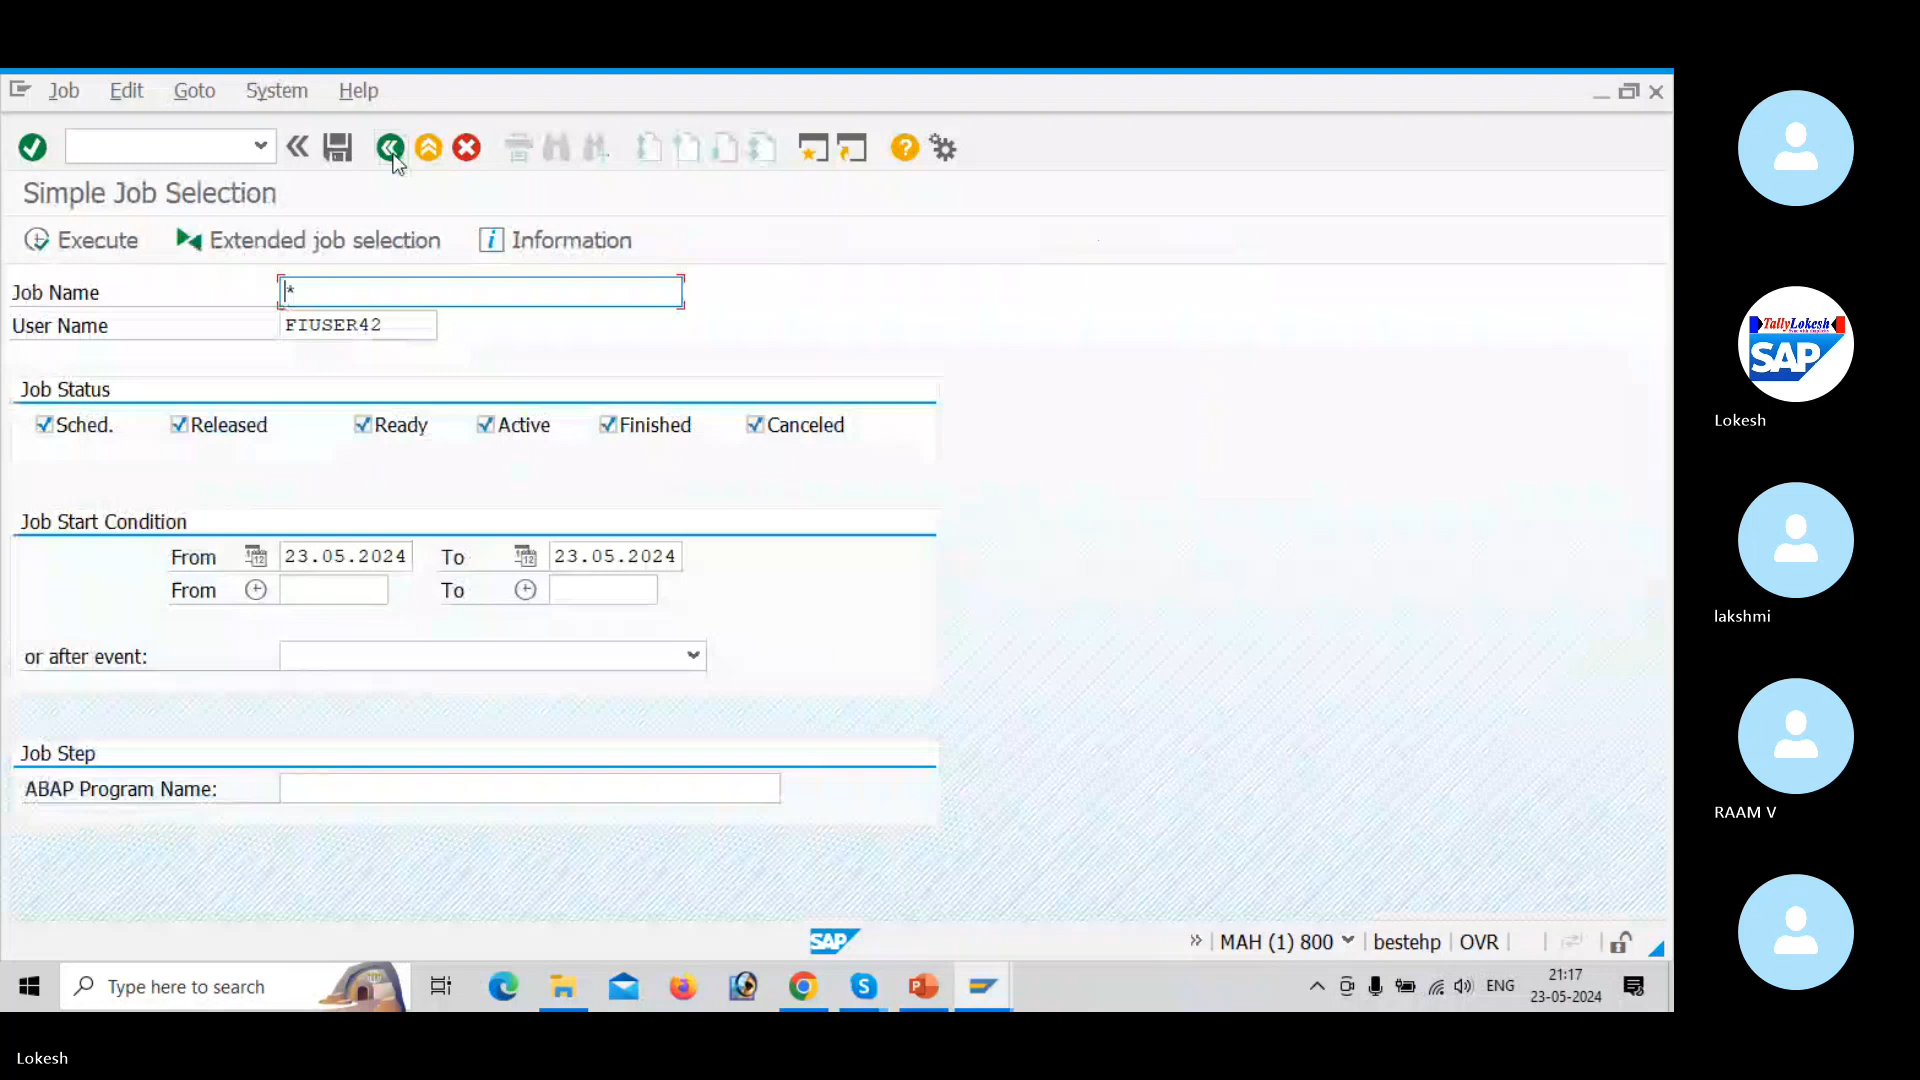 Job Edit Goto System Help
Simple Job Selection
Execute Extended job selection Information
Job Name *
User Name FIUSER42
Job Status
Sched. Released Ready Active Finished Canceled
Job Start Condition
From 23.05.2024 To 23.05.2024
From To
or after event:
Job Step
ABAP Program Name:
SAP MAH (1) 800 bestehp OVR
Type here to search ENG 21:17
23-05-2024
TallyLokesh
SAP
Lokesh
lakshmi
RAAM V
Lokesh